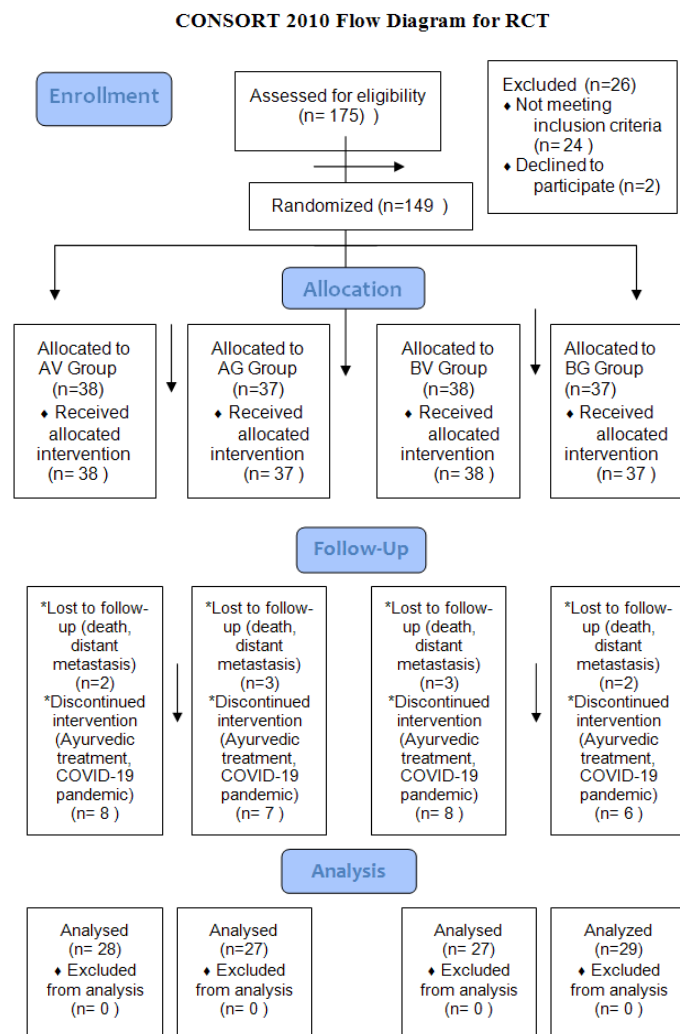 CONSORT 2010 Flow Diagram for RCT
Enrollment
Assessed for eligibility
(n= 175) )
Excluded (n=26)
♦ Not meeting
inclusion criteria
(n= 24 )
♦ Declined to
participate (n=2)
Randomized (n=149 )
Allocation
Allocated to
AV Group
(n=38)
♦ Received
allocated
intervention
(n= 38 )
Allocated to
AG Group
(n=37)
♦ Received
allocated
intervention
(n= 37 )
Allocated to
BV Group
(n=38)
♦ Received
allocated
intervention
(n= 38 )
Allocated to
BG Group
(n=37)
♦ Received
allocated
intervention
(n= 37 )
Follow-Up
*Lost to follow-
up (death,
distant
metastasis)
(n=2)
*Discontinued
intervention
(Ayurvedic
treatment,
COVID-19
pandemic)
(n= 8 )
*Lost to follow-
up (death,
distant
metastasis)
(n=3)
*Discontinued
intervention
(Ayurvedic
treatment,
COVID-19
pandemic)
(n= 7 )
*Lost to follow-
up (death,
distant
metastasis)
(n=3)
*Discontinued
intervention
(Ayurvedic
treatment,
COVID-19
pandemic)
(n= 8 )
*Lost to follow-
up (death,
distant
metastasis)
(n=2)
*Discontinued
intervention
(Ayurvedic
treatment,
COVID-19
pandemic)
(n= 6 )
Analysis
Analysed
(n= 28)
♦ Excluded
from analysis
(n= 0 )
Analysed
(n=27)
♦ Excluded
from analysis
(n= 0 )
Analysed
(n=27)
♦ Excluded
from analysis
(n= 0 )
Analyzed
(n=29)
♦ Excluded
from analysis
(n= 0 )